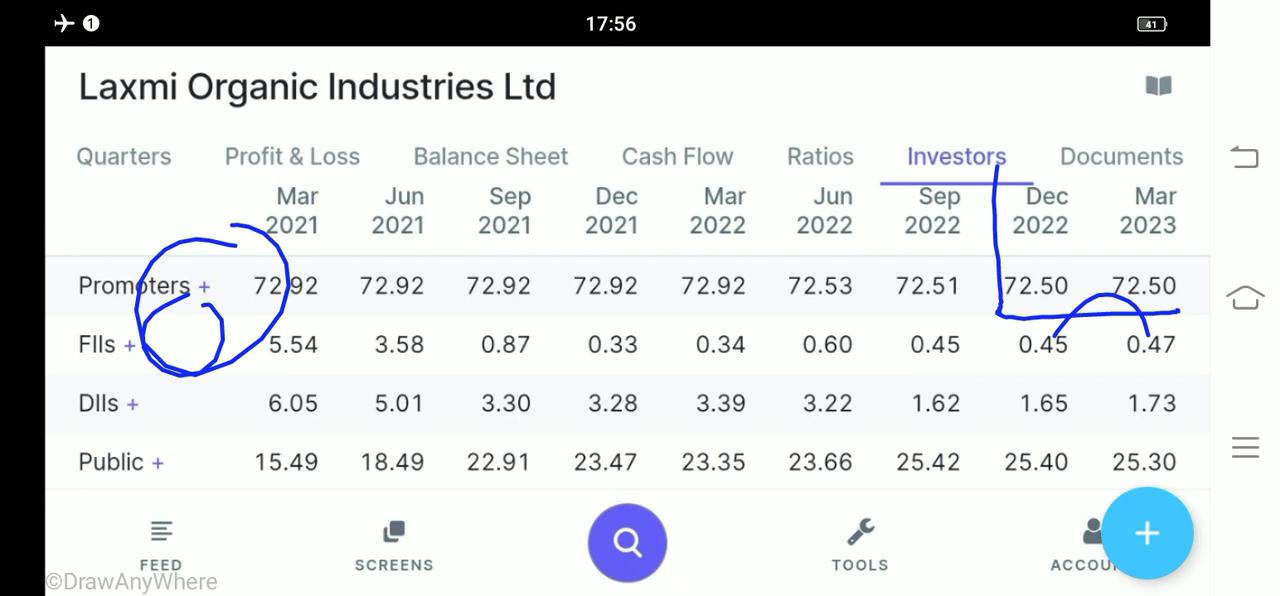 1 17:56 41
Laxmi Organic Industries Ltd
Quarters Profit & Loss Balance Sheet Cash Flow Ratios Investors Documents
Mar Jun Sep Dec Mar Jun Sep Dec Mar
2021 2021 2021 2021 2022 2022 2022 2022 2023
Promoters + 72.92 72.92 72.92 72.92 72.92 72.53 72.51 72.50 72.50
FIIs + 5.54 3.58 0.87 0.33 0.34 0.60 0.45 0.45 0.47
DIIs + 6.05 5.01 3.30 3.28 3.39 3.22 1.62 1.65 1.73
Public + 15.49 18.49 22.91 23.47 23.35 23.66 25.42 25.40 25.30
FEED SCREENS TOOLS ACCOU
©DrawAnyWhere